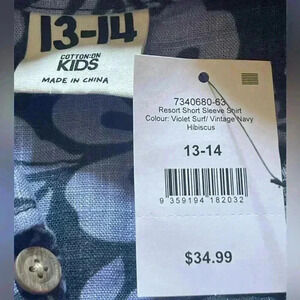 13-14
COTTON:ON
KIDS
MADE IN CHINA
7340680-63
Resort Short Sleeve Shirt
Colour: Violet Surf/ Vintage Navy
Hibiscus
13-14
9 359194 182032
$34.99